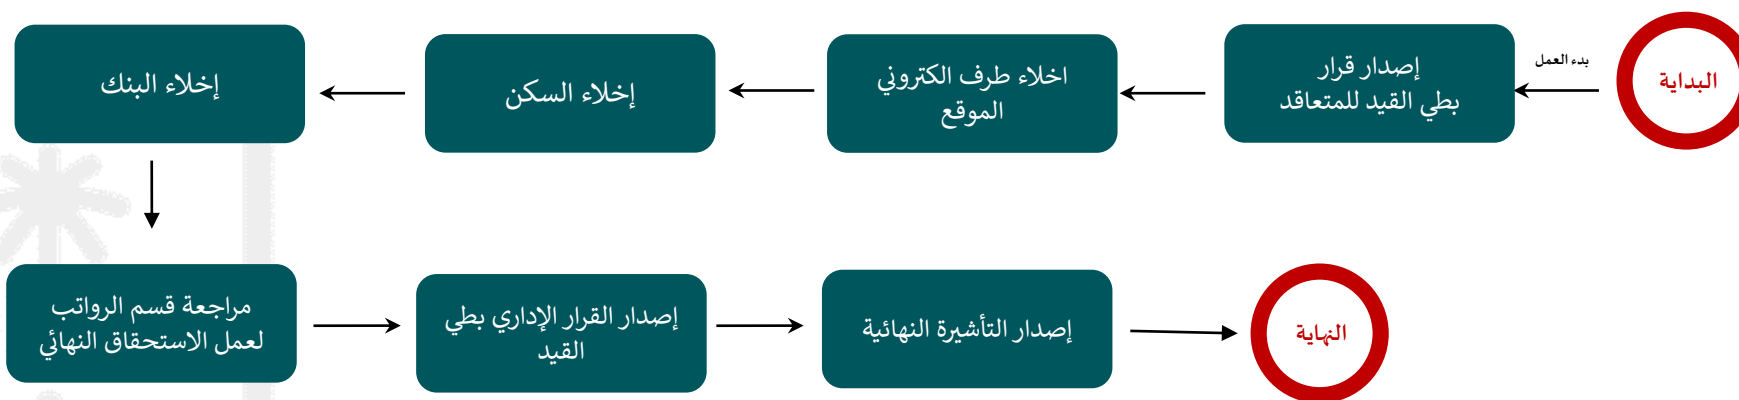 البداية
بدء العمل
إصدار قرار
بطي القيد للمتعاقد
اخلاء طرف الكتروني
الموقع
إخلاء السكن
إخلاء البنك
مراجعة قسم الرواتب
لعمل الاستحقاق النهائي
إصدار القرار الإداري بطي
القيد
إصدار التأشيرة النهائية
النهاية